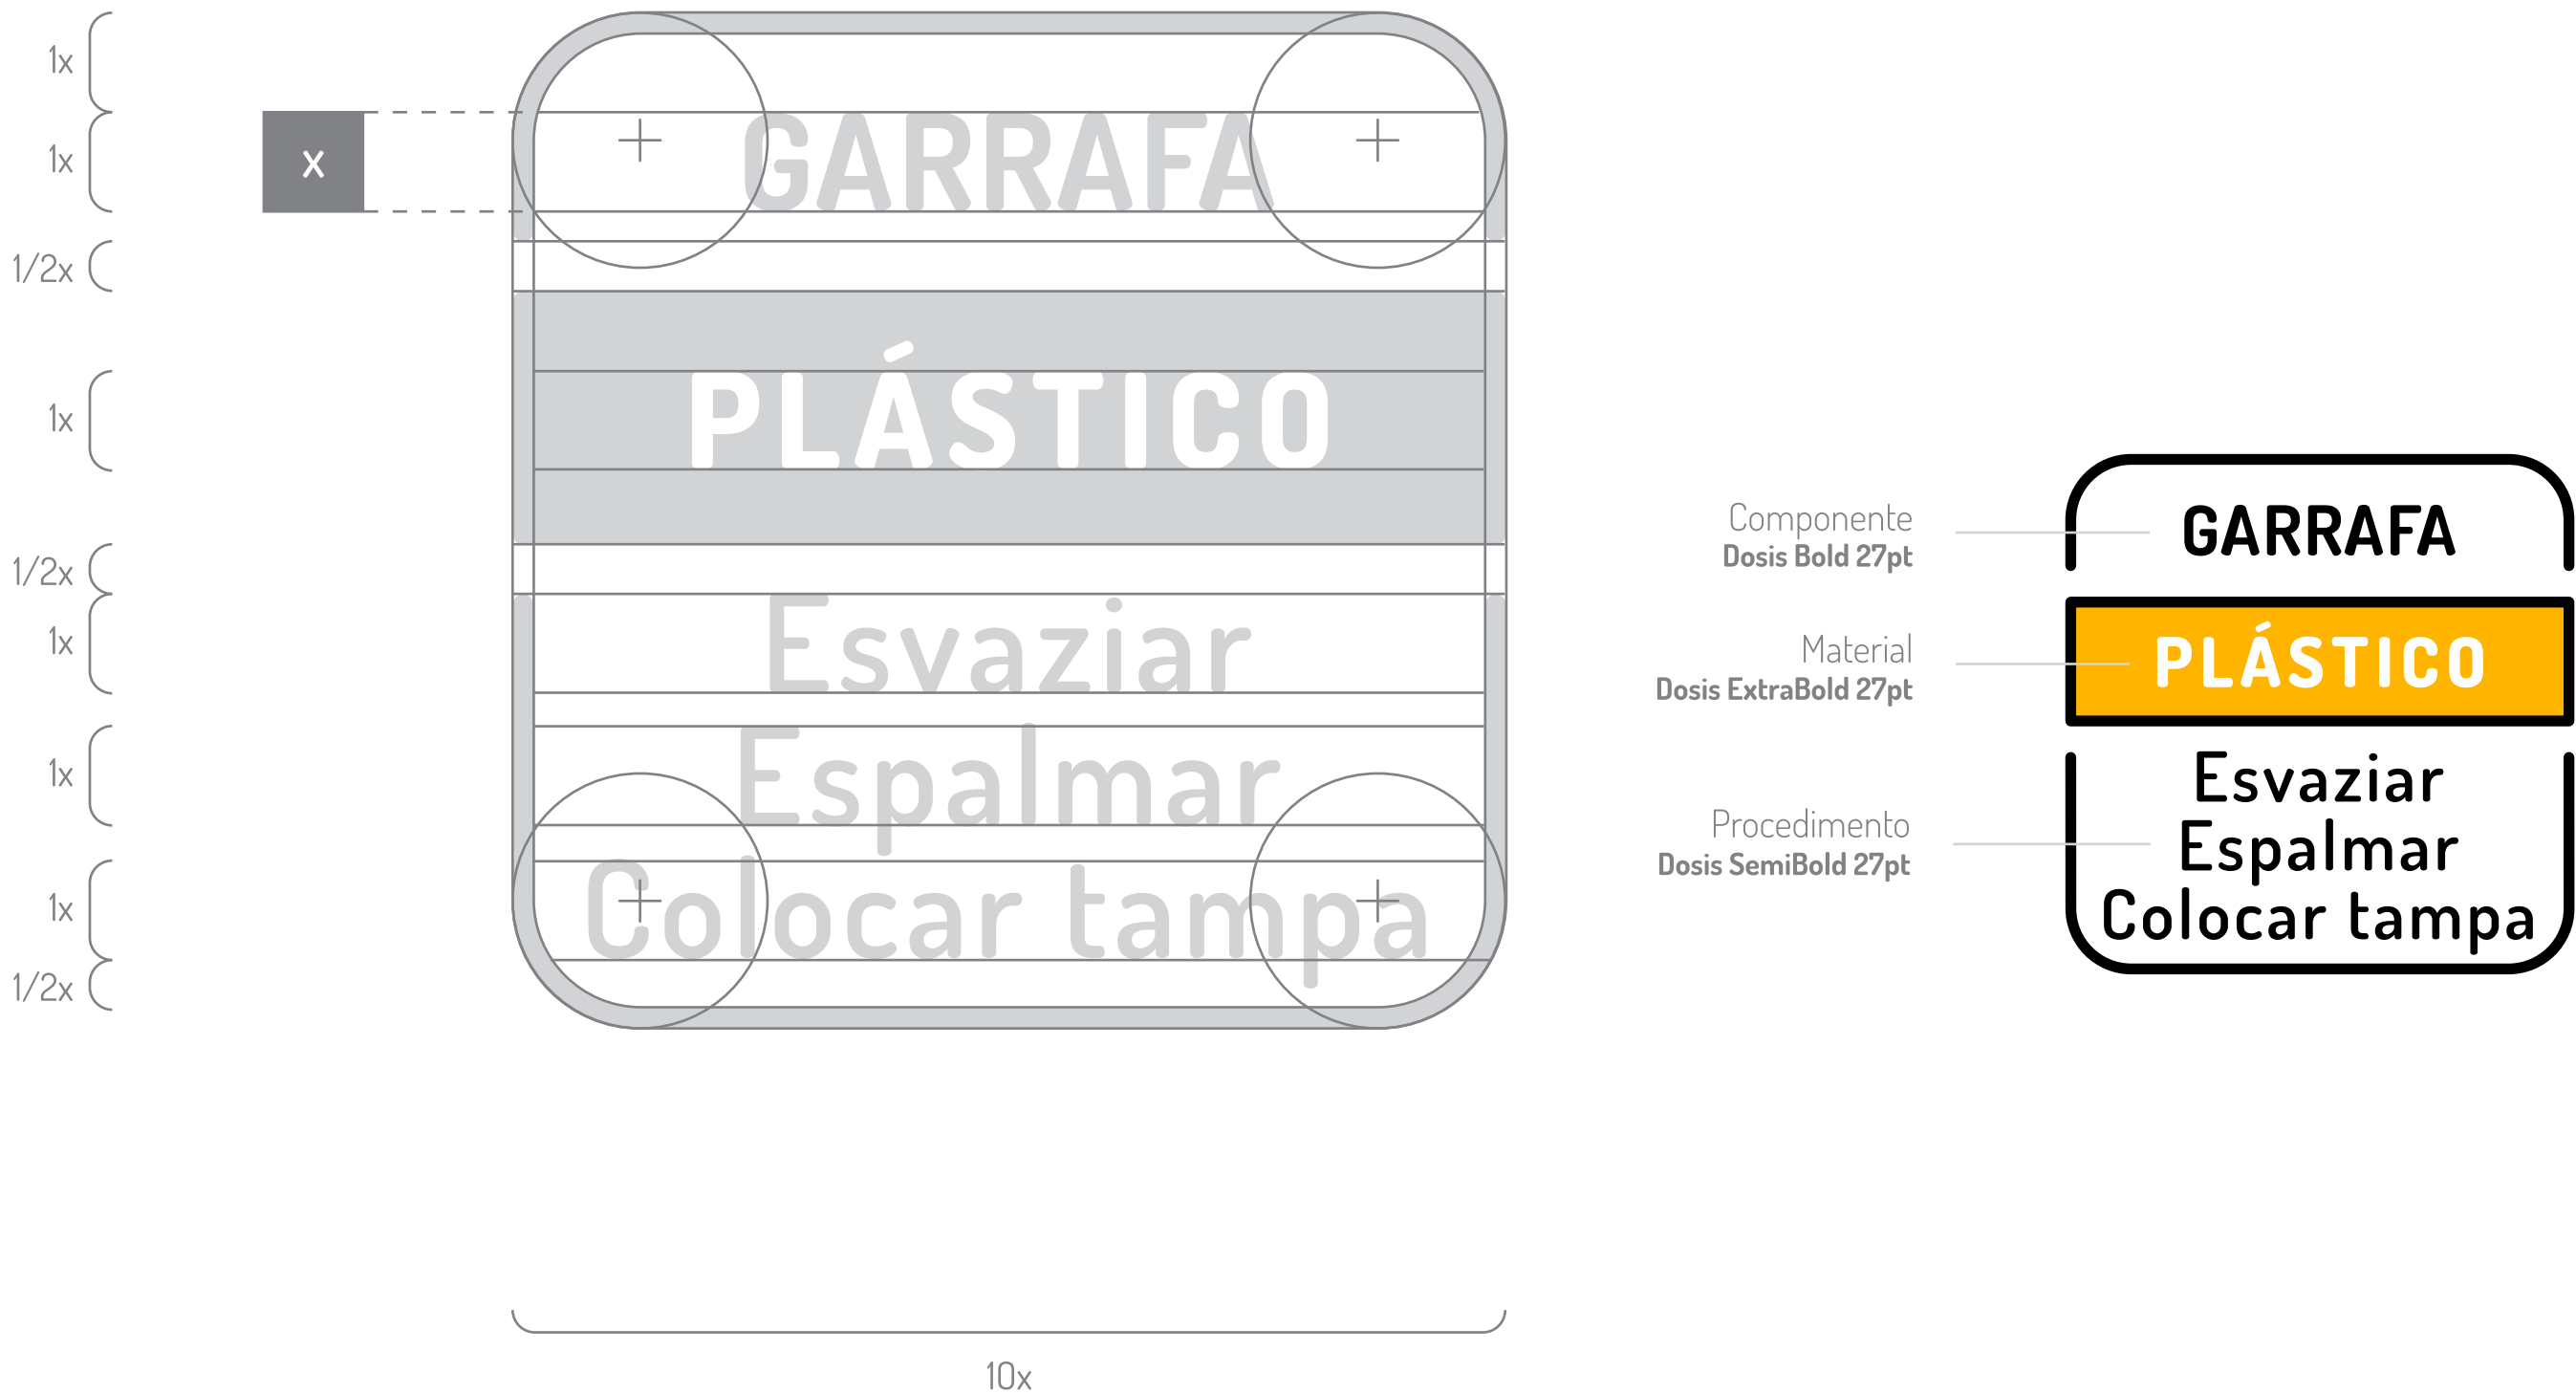 1x
1x
x
1/2x
1x
1/2x
1x
1x
1x
1/2x
GARRAFA
PLÁSTICO
Esvaziar
Espalmar
Colocar tampa
10x
Componente
Dosis Bold 27pt
Material
Dosis ExtraBold 27pt
Procedimento
Dosis SemiBold 27pt
GARRAFA
PLÁSTICO
Esvaziar
Espalmar
Colocar tampa